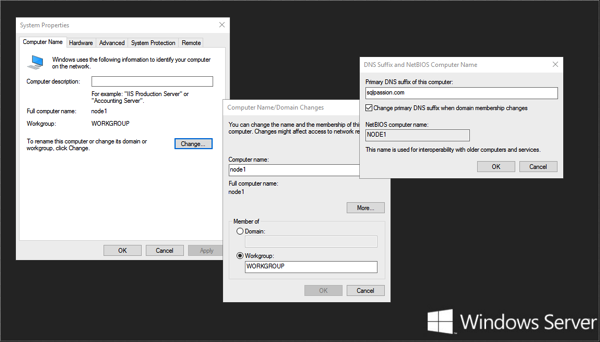 System Properties
Computer Name
Hardware
Advanced
System Protection
Remote
Windows uses the following information to identify your computer
on the network.
Computer description:
For example: "IIS Production Server" or
"Accounting Server".
Full computer name:
node1
Workgroup:
WORKGROUP
To rename this computer or change its domain or
workgroup, click Change.
Change...
OK
Cancel
Apply
Computer Name/Domain Changes
You can change the name and the membership of this
computer. Changes might affect access to network re
Computer name:
node1
Full computer name:
node1
More...
Member of
Domain:
Workgroup:
WORKGROUP
OK
Cancel
DNS Suffix and NetBIOS Computer Name
Primary DNS suffix of this computer:
sqlpassion.com
Change primary DNS suffix when domain membership changes
NetBIOS computer name:
NODE1
This name is used for interoperability with older computers and services.
OK
Cancel
Windows Server